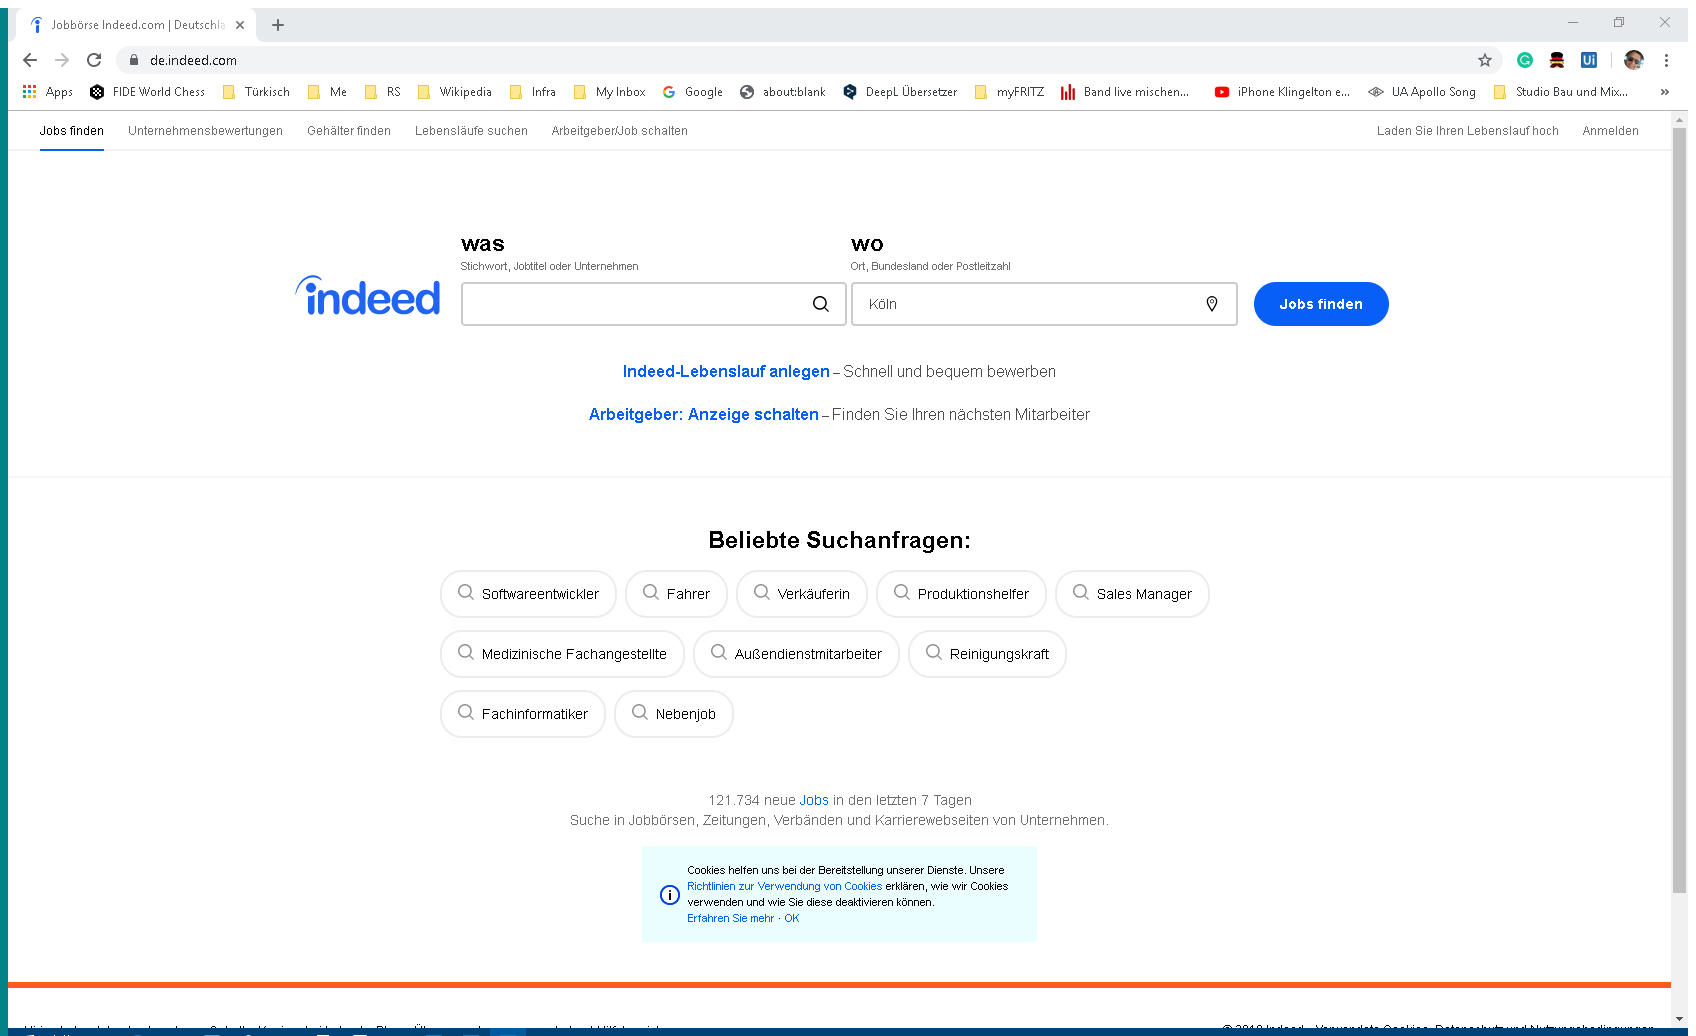 Jobbörse Indeed.com | Deutschla
de.indeed.com
Apps FIDE World Chess Türkisch Me RS Wikipedia Infra My Inbox Google about:blank DeepL Übersetzer myFRITZ Band live mischen... iPhone Klingelton e... UA Apollo Song Studio Bau und Mix... »
Jobs finden Unternehmensbewertungen Gehälter finden Lebensläufe suchen Arbeitgeber/Job schalten Laden Sie Ihren Lebenslauf hoch Anmelden
was wo
Stichwort, Jobtitel oder Unternehmen Ort, Bundesland oder Postleitzahl
indeed Köln Jobs finden
Indeed-Lebenslauf anlegen – Schnell und bequem bewerben
Arbeitgeber: Anzeige schalten – Finden Sie Ihren nächsten Mitarbeiter
Beliebte Suchanfragen:
Softwareentwickler Fahrer Verkäuferin Produktionshelfer Sales Manager
Medizinische Fachangestellte Außendienstmitarbeiter Reinigungskraft
Fachinformatiker Nebenjob
121.734 neue Jobs in den letzten 7 Tagen
Suche in Jobbörsen, Zeitungen, Verbänden und Karrierewebseiten von Unternehmen.
Cookies helfen uns bei der Bereitstellung unserer Dienste. Unsere
Richtlinien zur Verwendung von Cookies erklären, wie wir Cookies
verwenden und wie Sie diese deaktivieren können.
Erfahren Sie mehr · OK